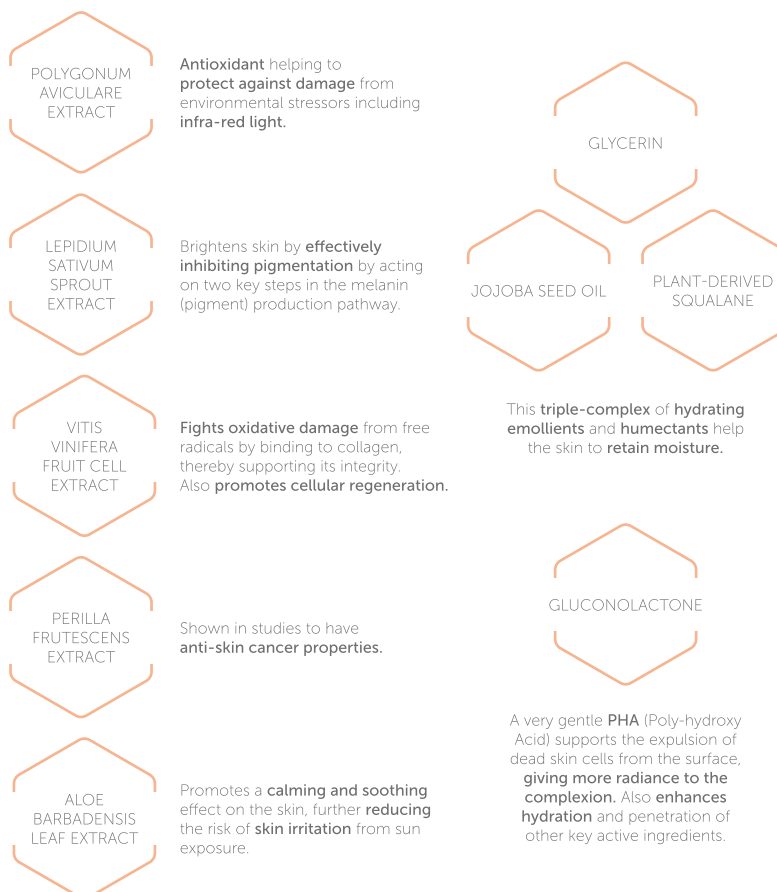 POLYGONUM
AVICULARE
EXTRACT
Antioxidant helping to
protect against damage from
environmental stressors including
infra-red light.
LEPIDIUM
SATIVUM
SPROUT
EXTRACT
Brightens skin by effectively
inhibiting pigmentation by acting
on two key steps in the melanin
(pigment) production pathway.
VITIS
VINIFERA
FRUIT CELL
EXTRACT
Fights oxidative damage from free
radicals by binding to collagen,
thereby supporting its integrity.
Also promotes cellular regeneration.
PERILLA
FRUTESCENS
EXTRACT
Shown in studies to have
anti-skin cancer properties.
ALOE
BARBADENSIS
LEAF EXTRACT
Promotes a calming and soothing
effect on the skin, further reducing
the risk of skin irritation from sun
exposure.
GLYCERIN
JOJOBA SEED OIL
PLANT-DERIVED
SQUALANE
This triple-complex of hydrating
emollients and humectants help
the skin to retain moisture.
GLUCONOLACTONE
A very gentle PHA (Poly-hydroxy
Acid) supports the expulsion of
dead skin cells from the surface,
giving more radiance to the
complexion. Also enhances
hydration and penetration of
other key active ingredients.